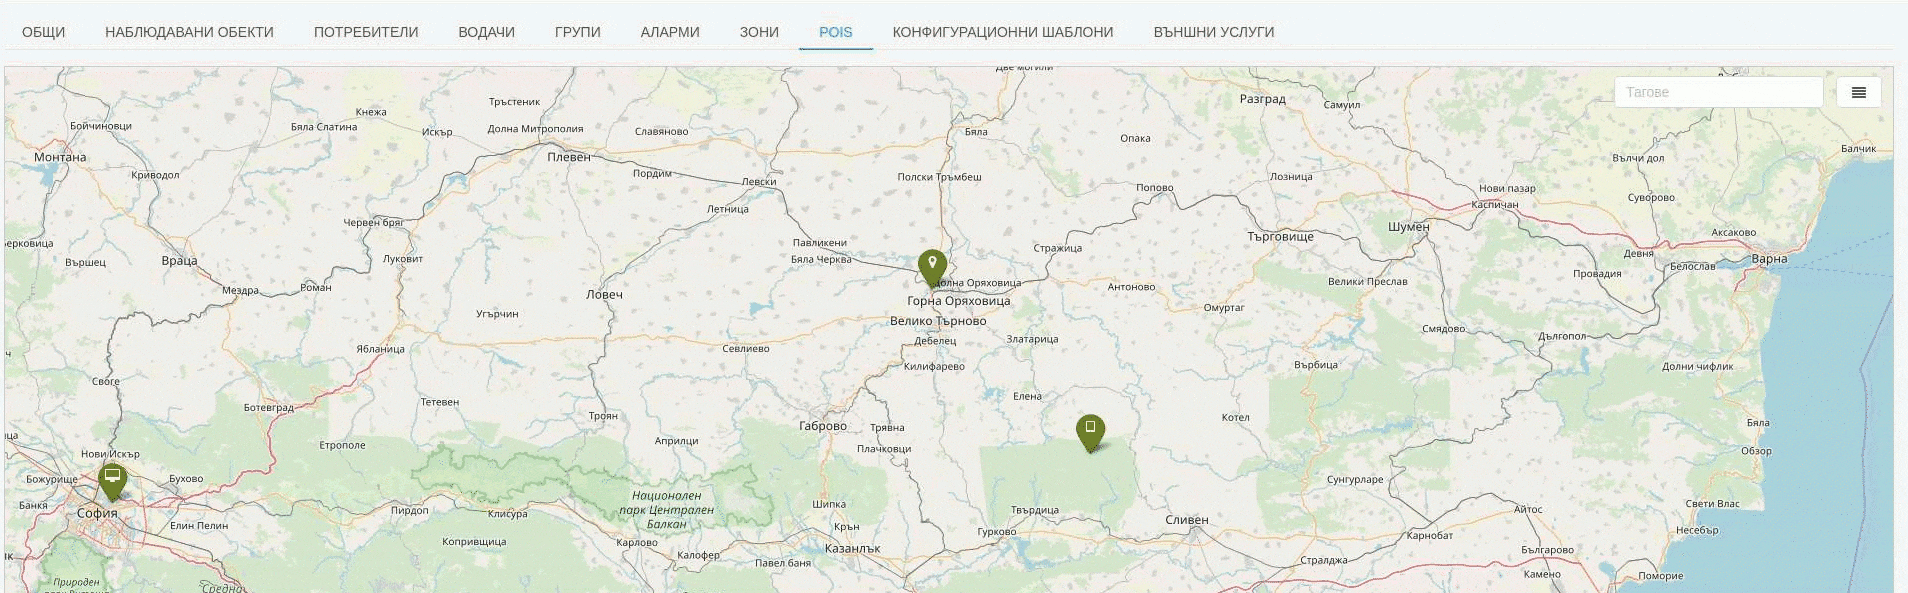 ОБЩИ НАБЛЮДАВАНИ ОБЕКТИ ПОТРЕБИТЕЛИ ВОДАЧИ ГРУПИ АЛАРМИ ЗОНИ POIS КОНФИГУРАЦИОННИ ШАБЛОНИ ВЪНШНИ УСЛУГИ
Две могили
Тагове
Кнежа
Тръстеник
Разград
Самуил
Бойчиновци
Бяла Слатина
Искър
Долна Митрополия
Славяново
Бяла
Опака
Монтана
Плевен
Вълчи дол
Балчик
Криводол
Пордим
Левски
Полски Тръмбеш
Попово
Лозница
Нови пазар
Суворово
Каспичан
Летница
Червен бряг
Шумен
Търговище
Аксаково
Берковица
Павликени
Стражица
Девня
Варна
Вършец
Враца
Луковит
Бяла Черква
Белослав
Провадия
Мездра
Роман
Ловеч
Долна Оряховица
Антоново
Велики Преслав
Горна Оряховица
Омуртаг
Угърчин
Велико Търново
Смядово
Дългопол
Ябланица
Севлиево
Дебелец
Златарица
Килифарево
Върбица
Долни чифлик
Своге
Елена
Ботевград
Тетевен
Троян
Котел
Габрово
Трявна
Бяла
Етрополе
Априлци
Плачковци
Обзор
Нови Искър
Божурище
Бухово
Сунгурларе
Банкя
София
Национален
парк Централен
Балкан
Шипка
Свети Влас
Пирдоп
Клисура
Твърдица
Сливен
Айтос
Елин Пелин
Крън
Гурково
Несебър
Копривщица
Карлово
Казанлък
Карнобат
Калофер
Павел баня
Стралджа
Българово
Камено
Поморие
Природен
Средна